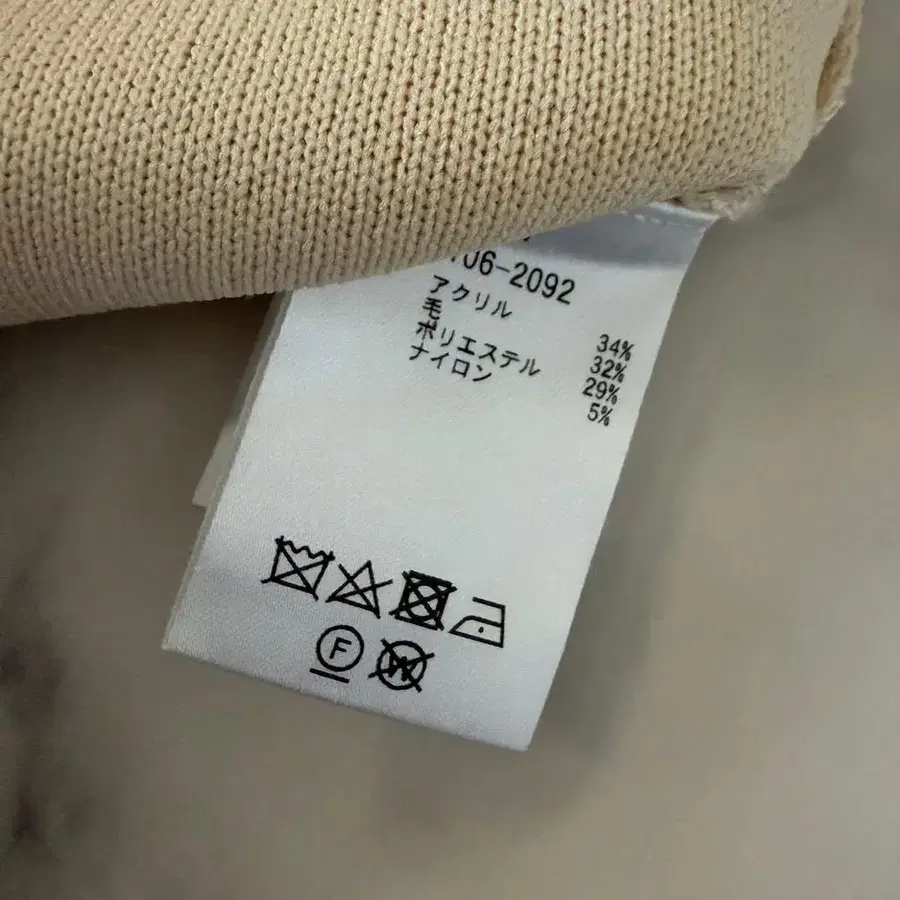 06-2092
アクリル 34%
毛 32%
ポリエステル 29%
ナイロン 5%
F
W